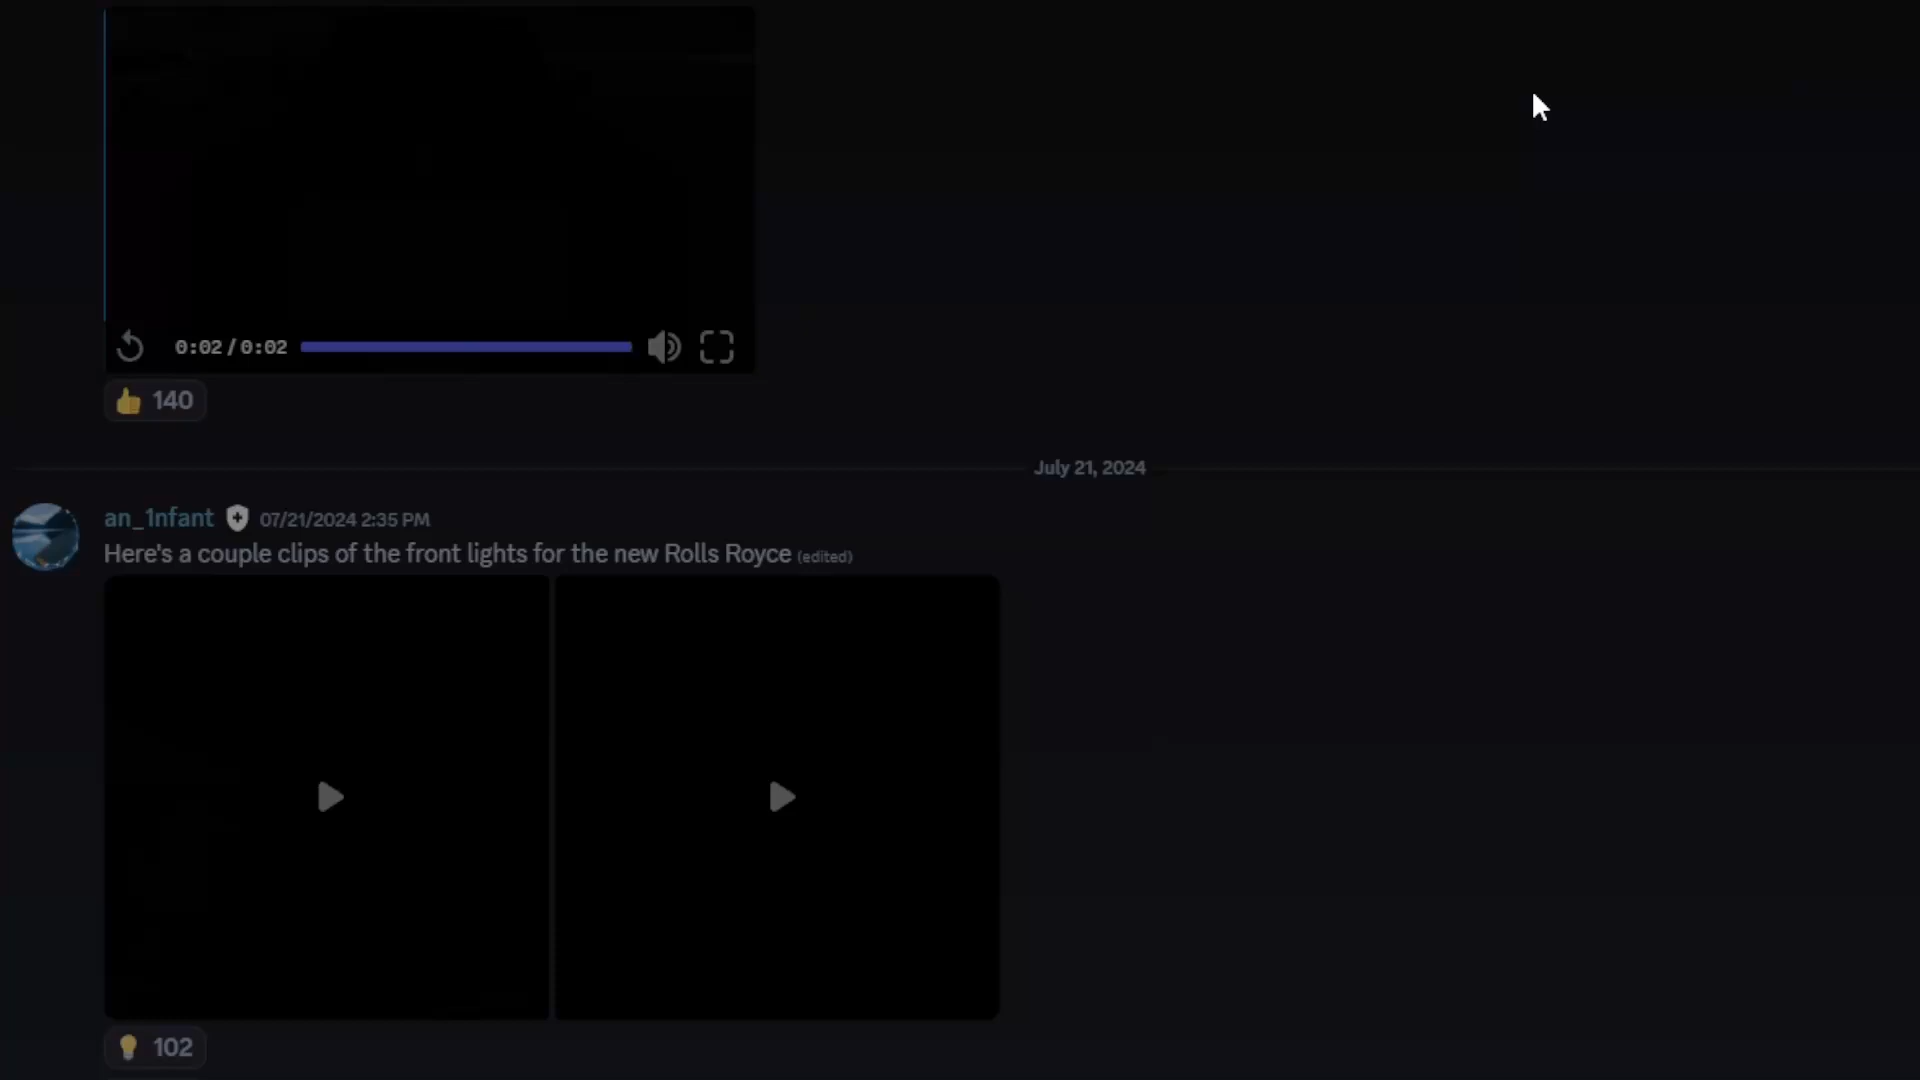 0:02 / 0:02
140
July 21, 2024
an_1nfant 07/21/2024 2:35 PM
Here's a couple clips of the front lights for the new Rolls Royce (edited)
102